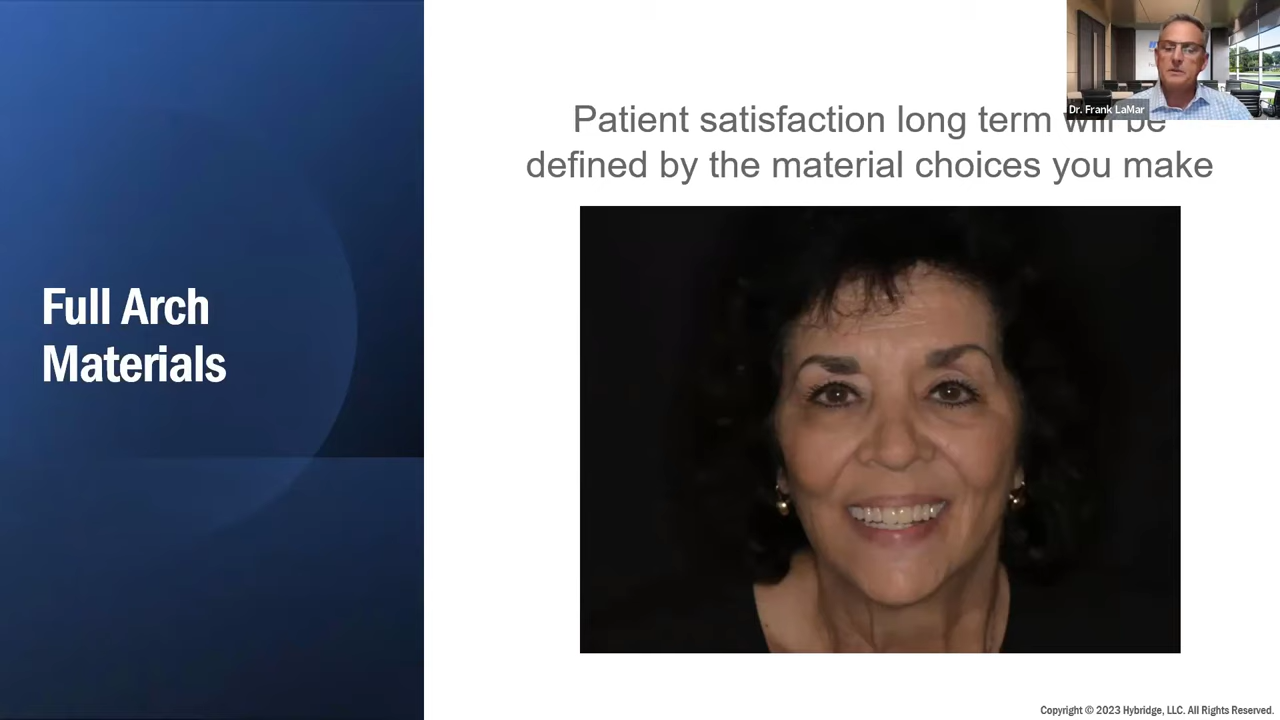 Dr. Frank LaMar
Patient satisfaction long term will be
defined by the material choices you make
Full Arch
Materials
Copyright © 2023 Hybridge, LLC. All Rights Reserved.